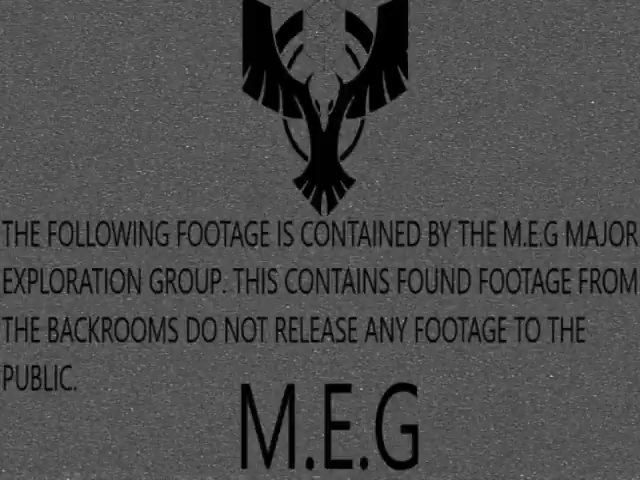 THE FOLLOWING FOOTAGE IS CONTAINED BY THE M.E.G MAJOR
EXPLORATION GROUP. THIS CONTAINS FOUND FOOTAGE FROM
THE BACKROOMS DO NOT RELEASE ANY FOOTAGE TO THE
PUBLIC.
M.E.G